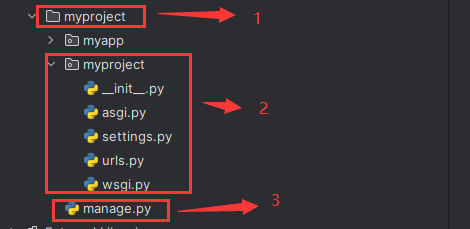 myproject 1
myapp
myproject
__init__.py
asgi.py 2
settings.py
urls.py
wsgi.py
manage.py 3